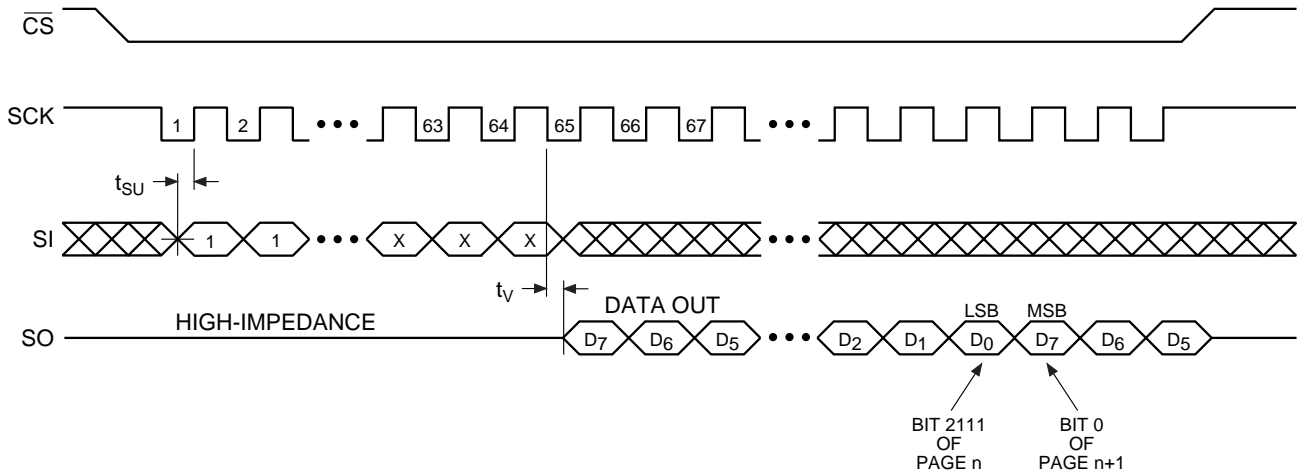 CS
SCK 1 2 ••• 63 64 65 66 67 •••
tSU
SI 1 1 ••• X X X •••
tV
DATA OUT
HIGH-IMPEDANCE
LSB MSB
SO D7 D6 D5 ••• D2 D1 D0 D7 D6 D5
BIT 2111
OF
PAGE n
BIT 0
OF
PAGE n+1